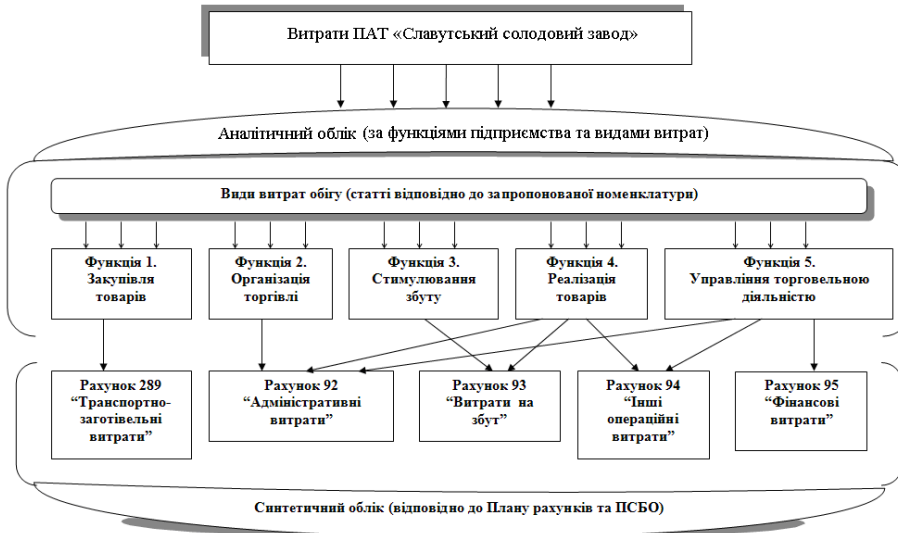 Витрати ПАТ «Славутський солодовий завод»
Аналітичний облік (за функціями підприємства та видами витрат)
Види витрат обігу (статті відповідно до запропонованої номенклатури)
Функція 1.
Закупівля
товарів
Функція 2.
Організація
торгівлі
Функція 3.
Стимулювання
збуту
Функція 4.
Реалізація
товарів
Функція 5.
Управління торговельною
діяльністю
Рахунок 289
“Транспортно-
заготівельні
витрати”
Рахунок 92
“Адміністративні
витрати”
Рахунок 93
“Витрати на
збут”
Рахунок 94
“Інші
операційні
витрати”
Рахунок 95
“Фінансові
витрати”
Синтетичний облік (відповідно до Плану рахунків та ПСБО)